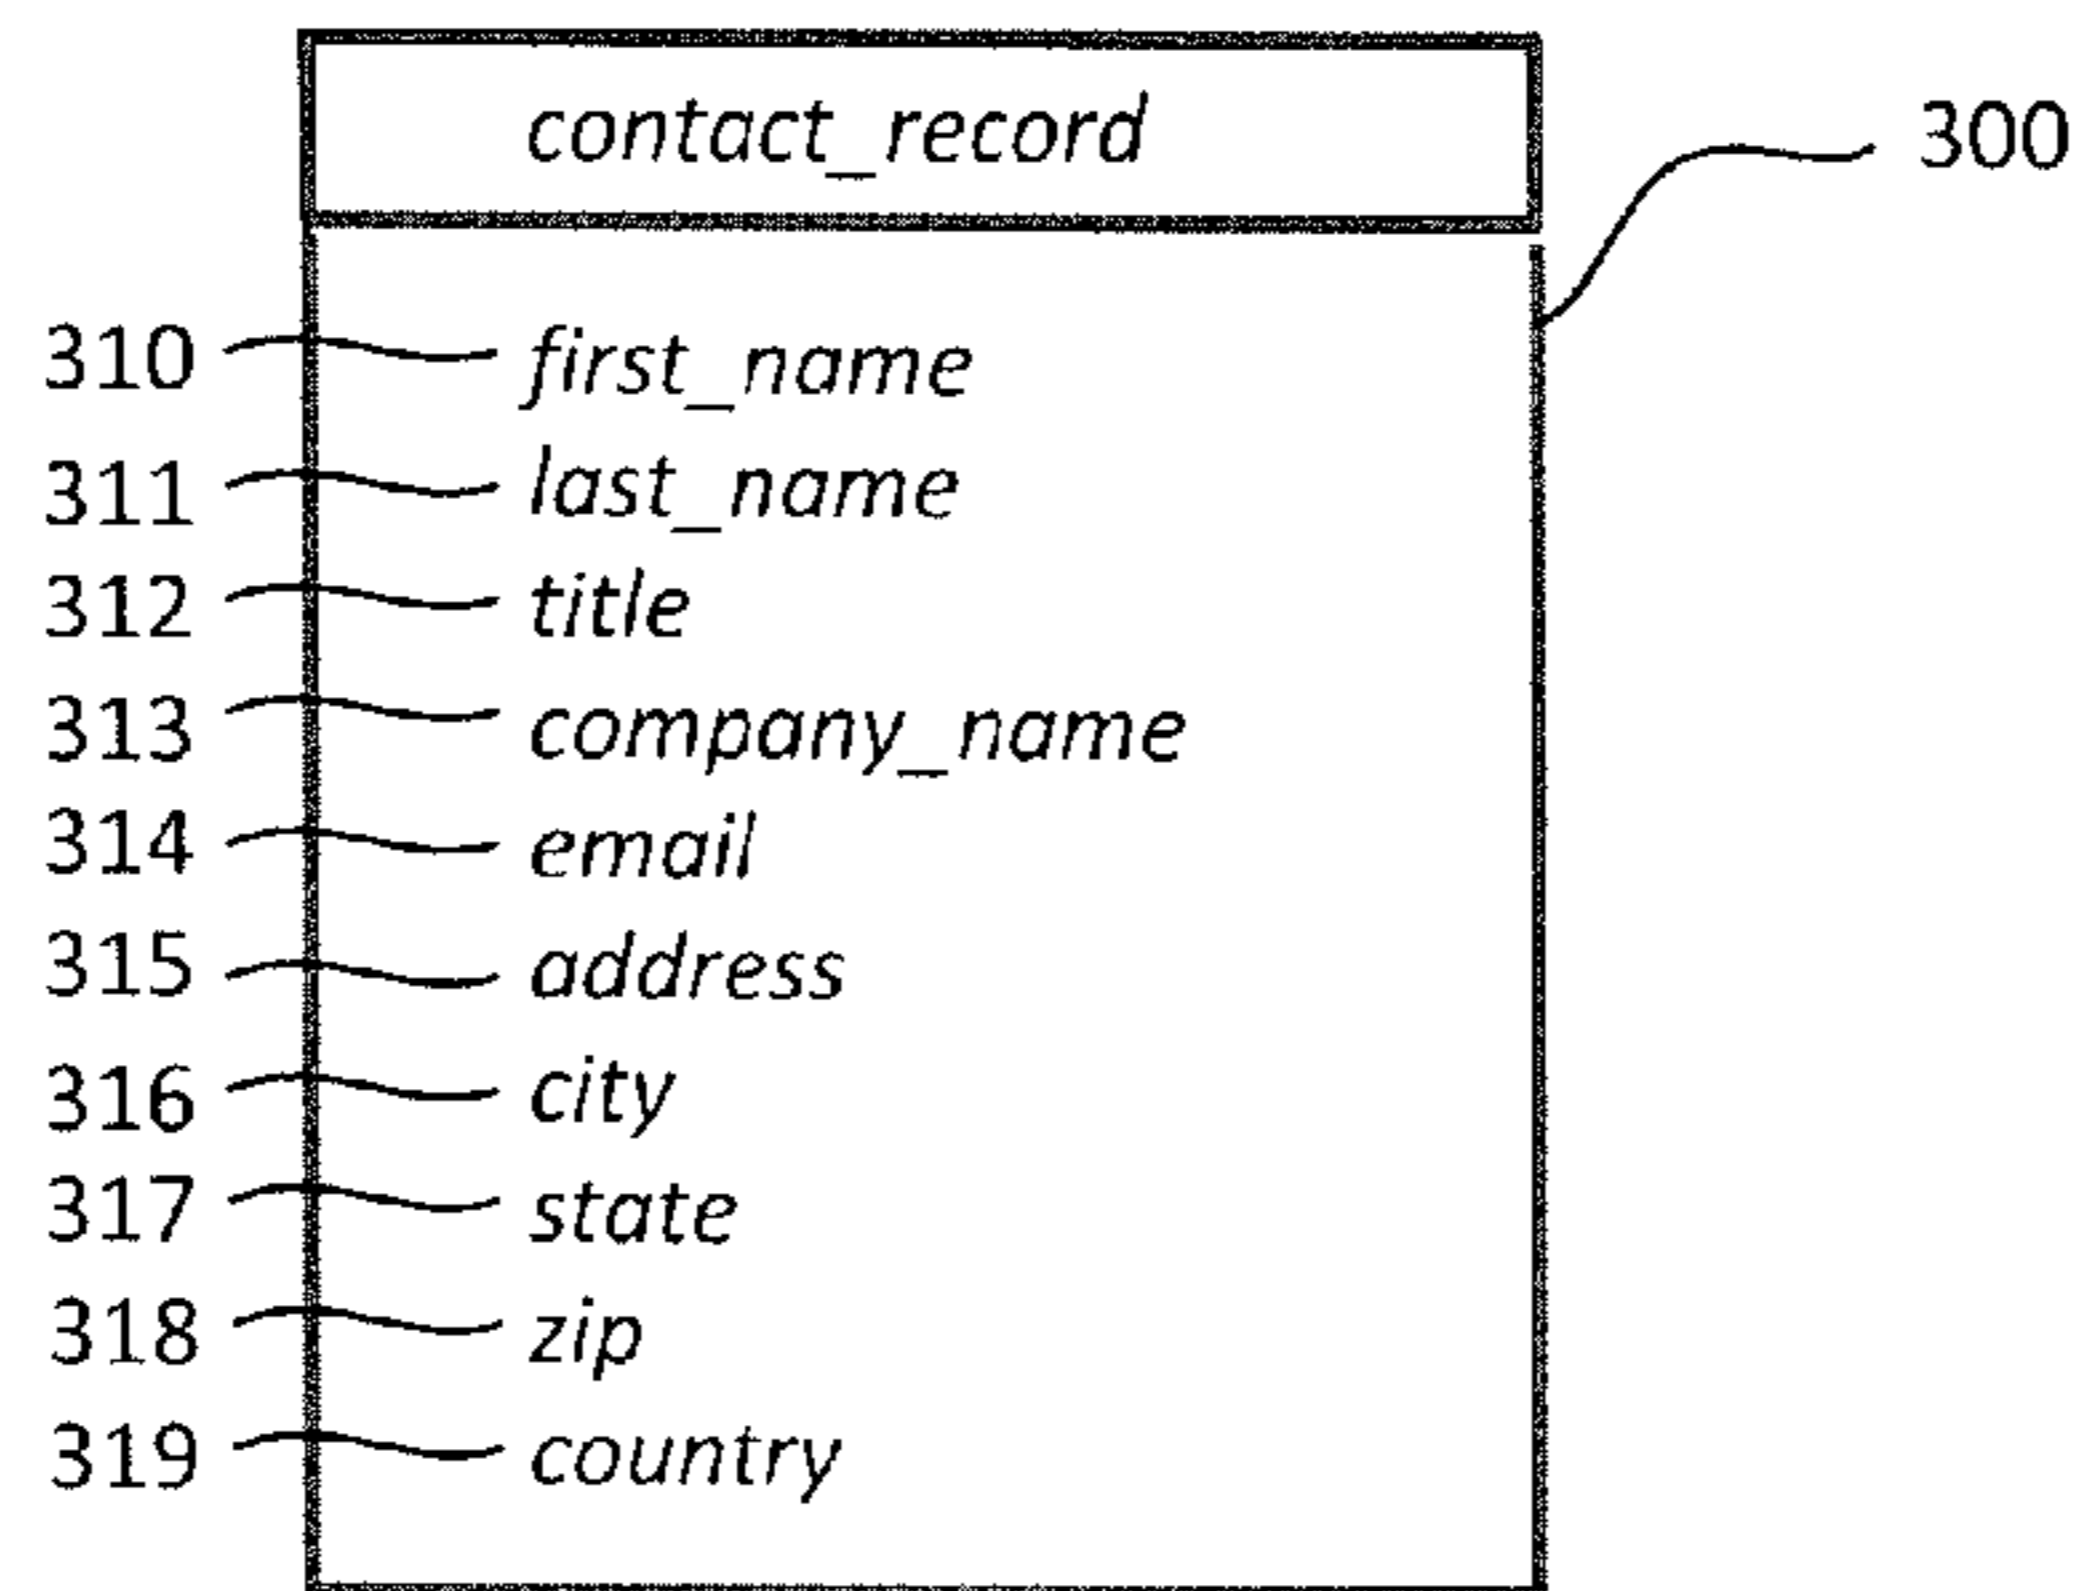 contact_record 300
310 first_name
311 last_name
312 title
313 company_name
314 email
315 address
316 city
317 state
318 zip
319 country